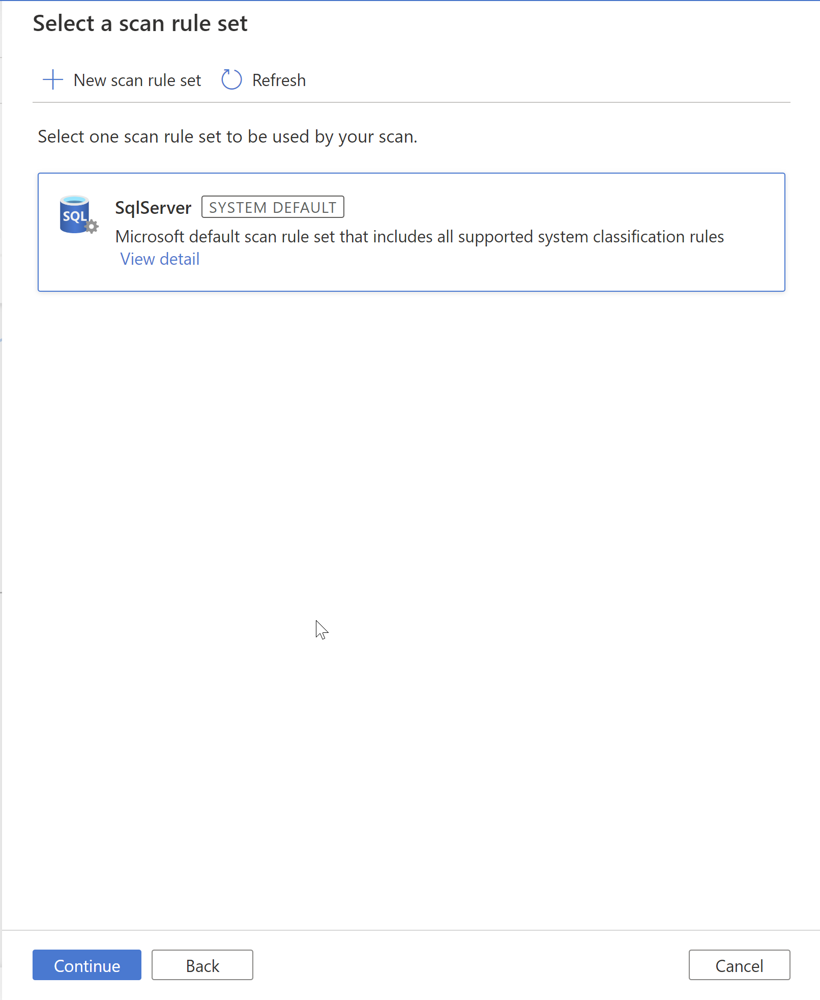 Select a scan rule set
New scan rule set Refresh
Select one scan rule set to be used by your scan.
SQL
SqlServer SYSTEM DEFAULT
Microsoft default scan rule set that includes all supported system classification rules
View detail
Continue Back Cancel